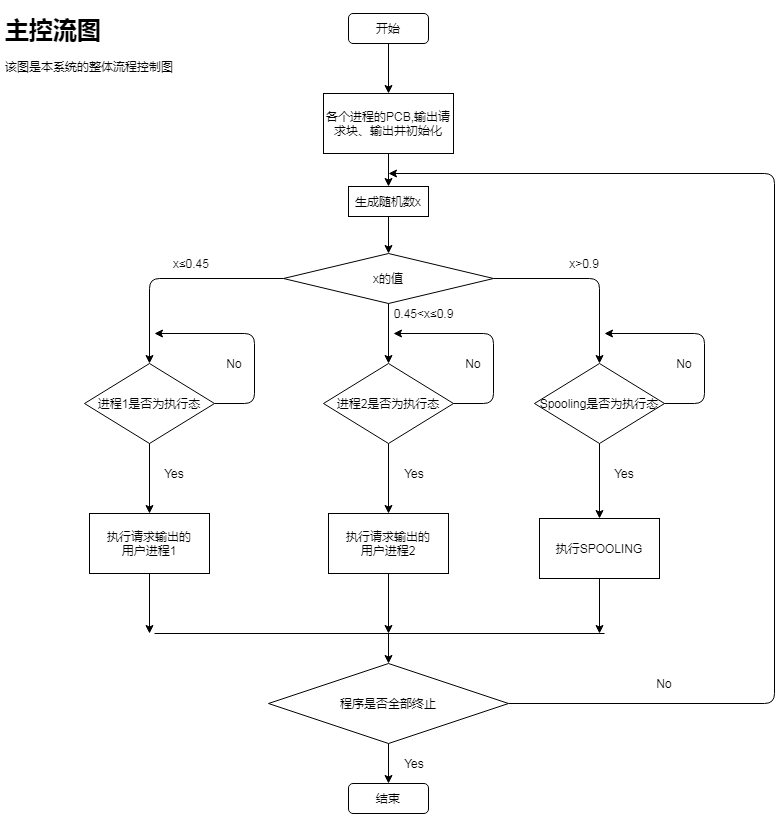 主控流图
该图是本系统的整体流程控制图
开始
各个进程的PCB,输出请
求块、输出井初始化
生成随机数x
x≤0.45
x的值
x>0.9
0.45<x≤0.9
No
No
No
进程1是否为执行态
进程2是否为执行态
Spooling是否为执行态
Yes
Yes
Yes
执行请求输出的
用户进程1
执行请求输出的
用户进程2
执行SPOOLING
程序是否全部终止
No
Yes
结束